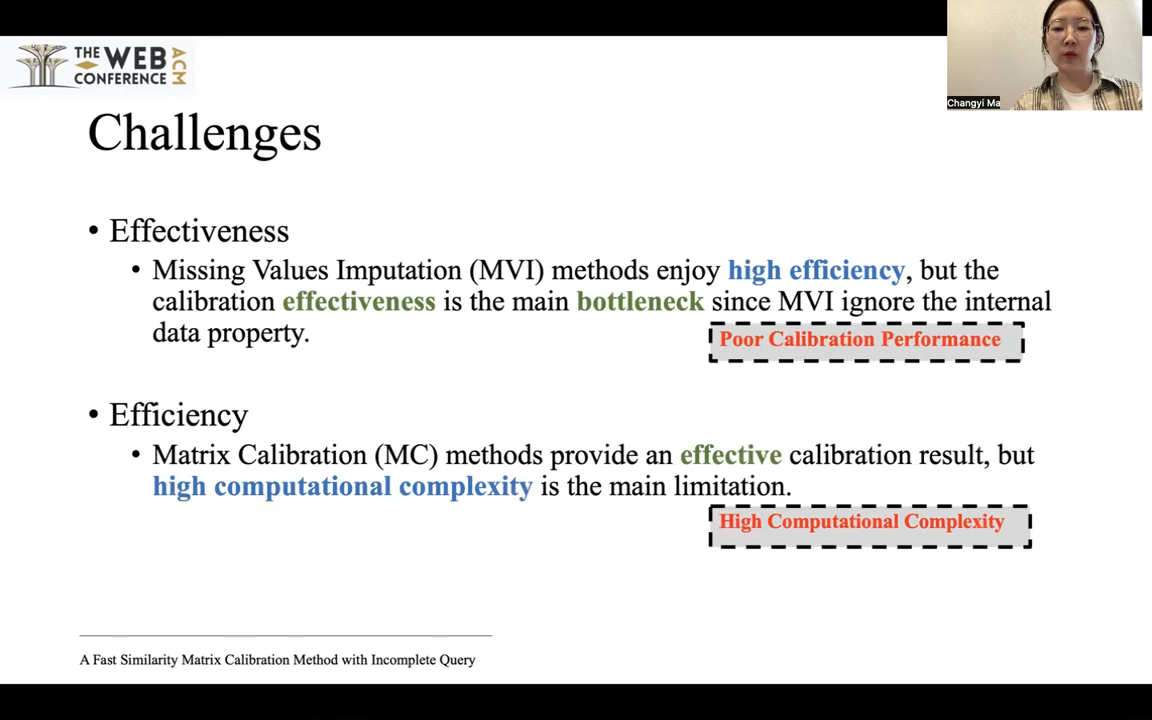 THE WEB
CONFERENCE
ACM
Changyi Ma
Challenges
• Effectiveness
• Missing Values Imputation (MVI) methods enjoy high efficiency, but the
calibration effectiveness is the main bottleneck since MVI ignore the internal
data property.
Poor Calibration Performance
• Efficiency
• Matrix Calibration (MC) methods provide an effective calibration result, but
high computational complexity is the main limitation.
High Computational Complexity
A Fast Similarity Matrix Calibration Method with Incomplete Query